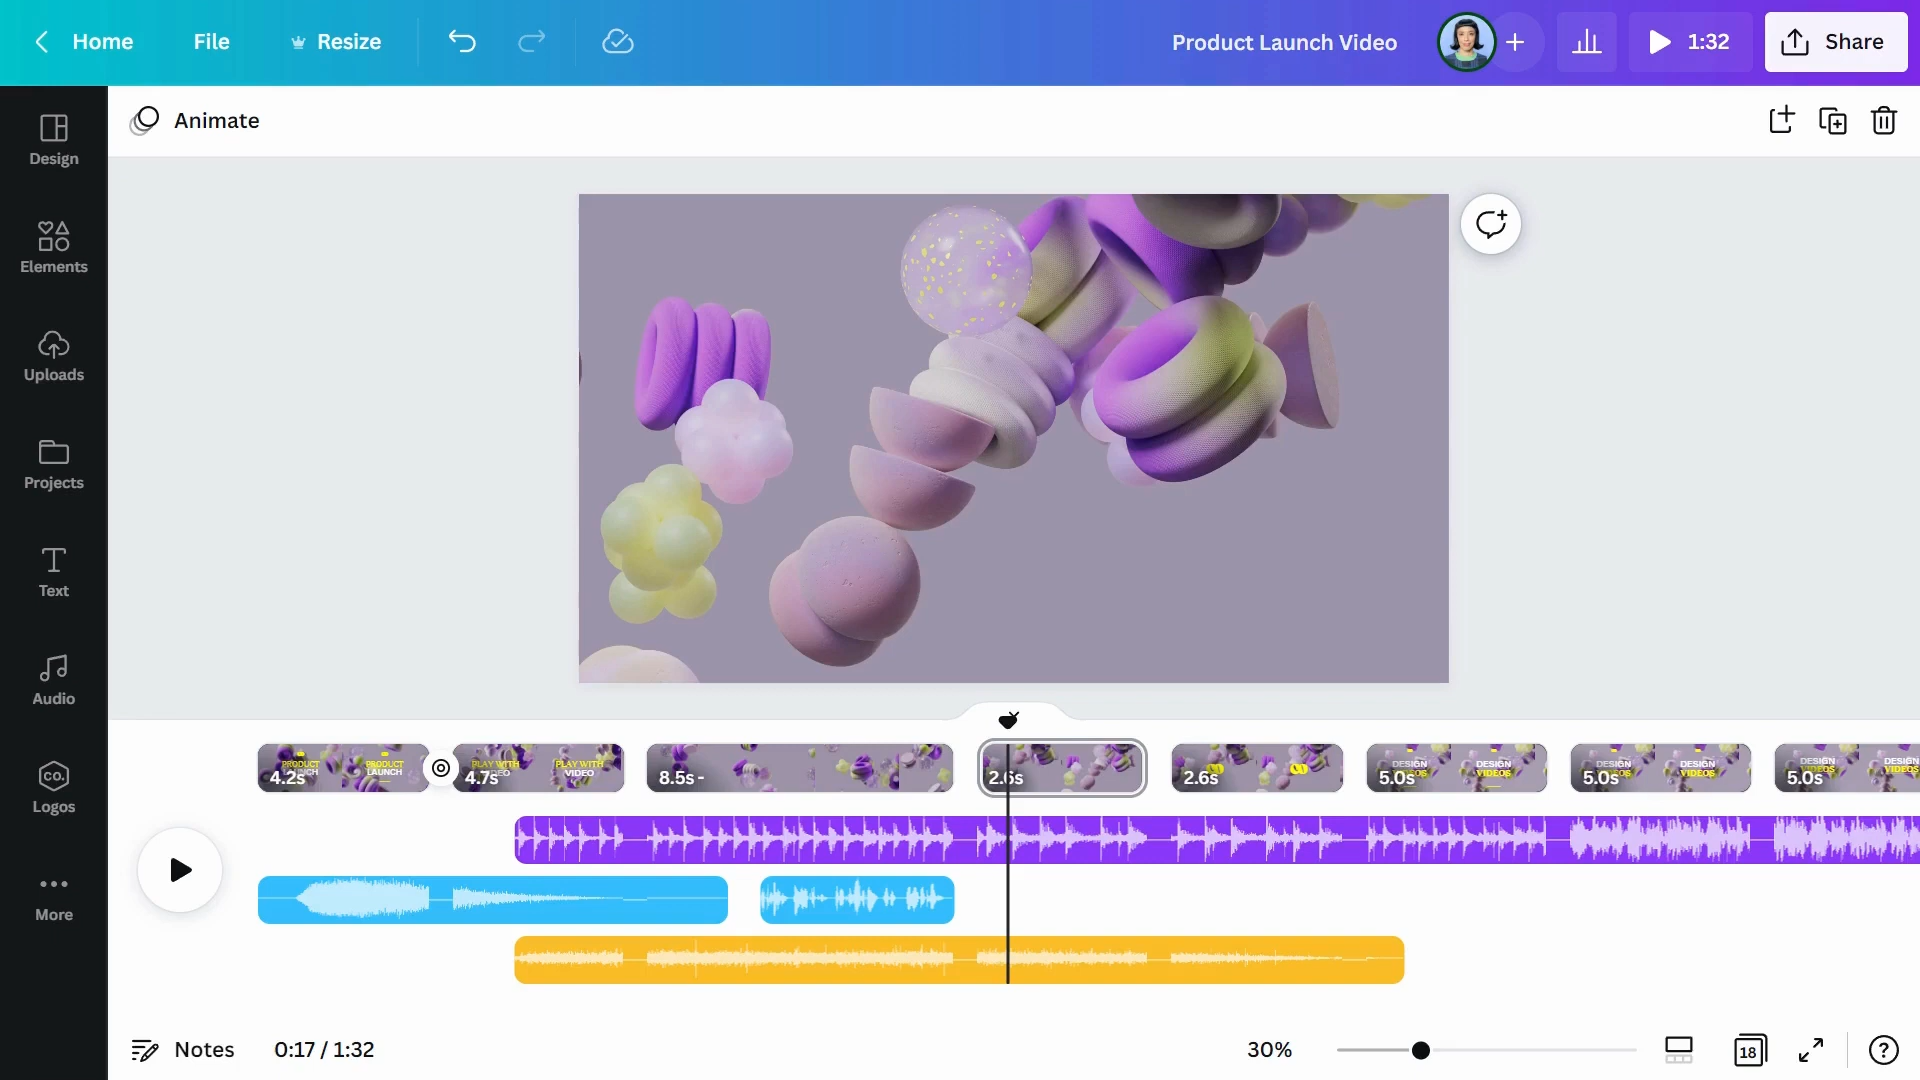 Home
File
Resize
Product Launch Video
1:32
Share
Design
Elements
Uploads
Projects
Text
Audio
CO.
Logos
More
Animate
PRODUCT
LAUNCH
PRODUCT
LAUNCH
4.2s
PLAY WITH
VIDEO
PLAY WITH
VIDEO
4.7s
8.5s-
2.6s
2.6s
DESIGN
VIDEOS
DESIGN
VIDEOS
5.0s
DESIGN
VIDEOS
DESIGN
VIDEOS
5.0s
DESIGN
VIDEOS
DESIGN
VIDEOS
5.0s
Notes
0:17 / 1:32
30%
18
?